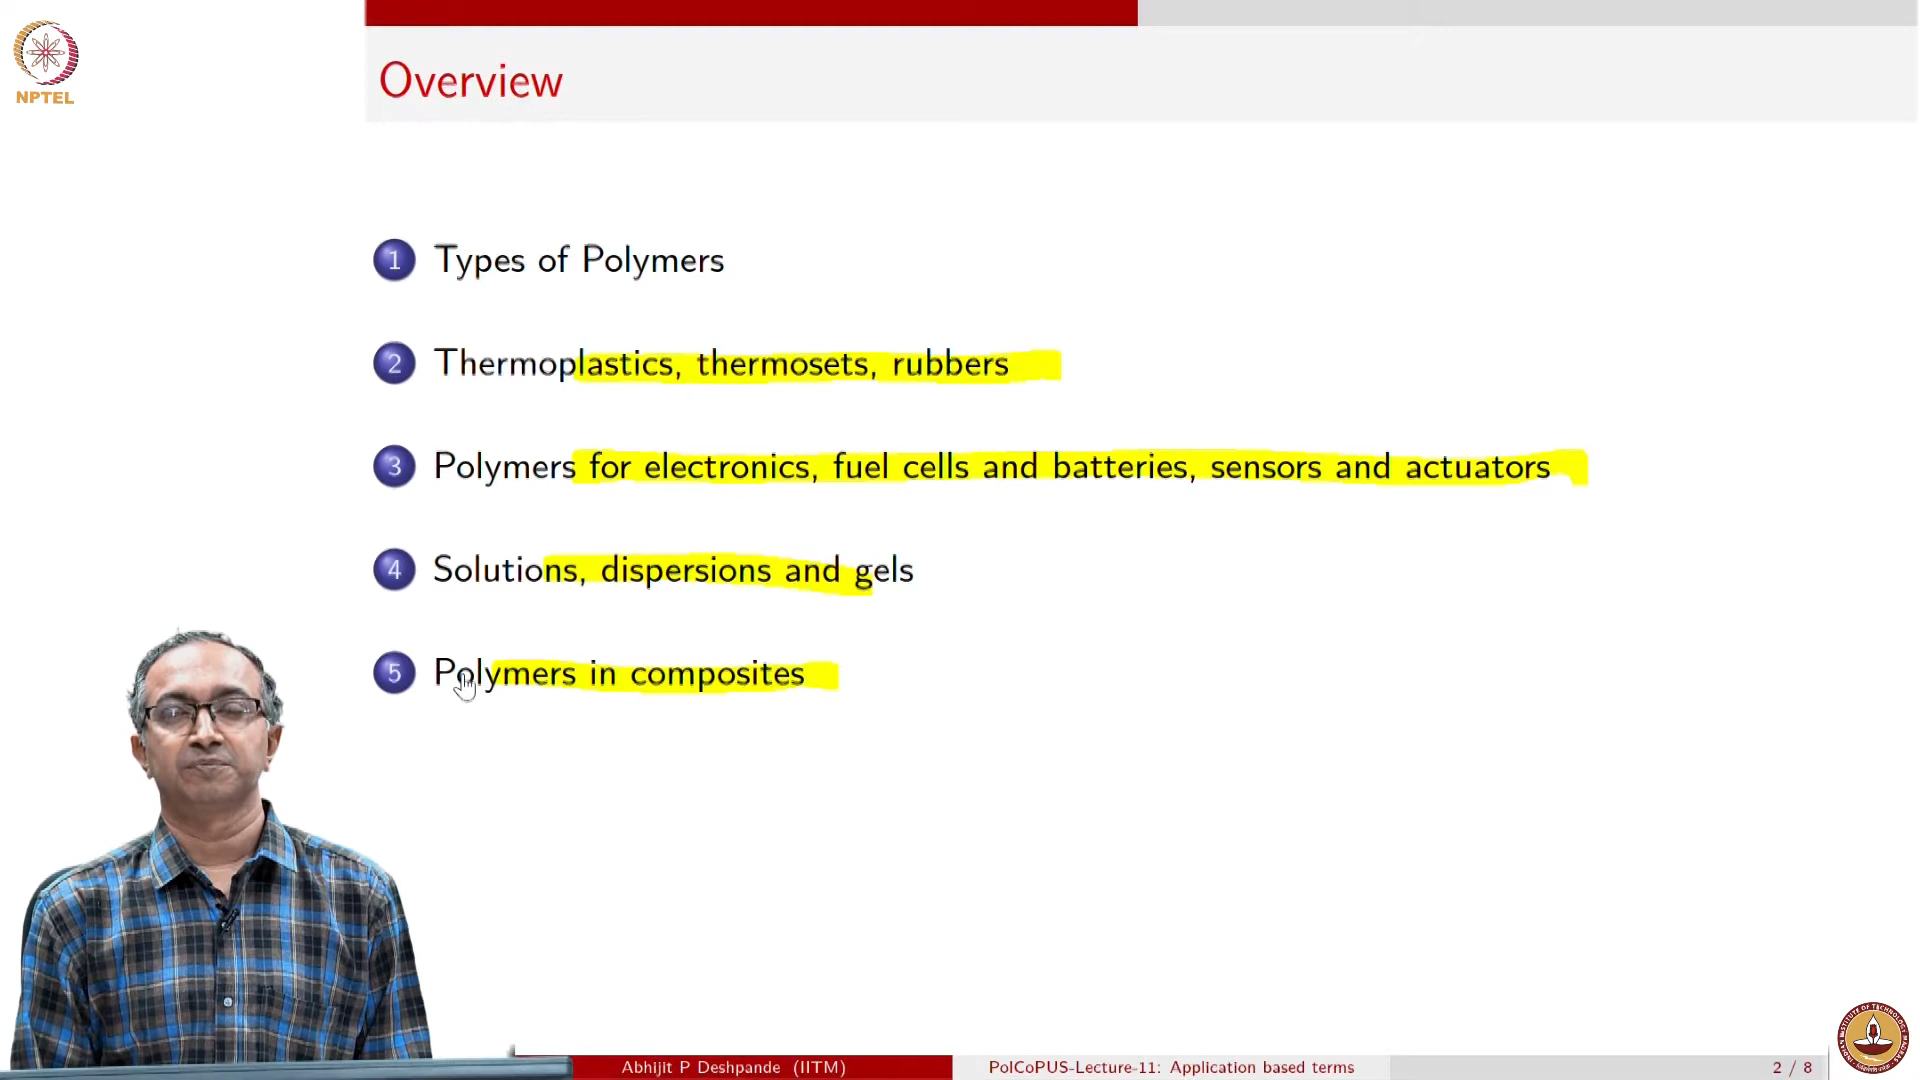 NPTEL
Overview
1 Types of Polymers
2 Thermoplastics, thermosets, rubbers
3 Polymers for electronics, fuel cells and batteries, sensors and actuators
4 Solutions, dispersions and gels
5 Polymers in composites
Abhijit P Deshpande (IITM) PolCoPUS-Lecture-11: Application based terms 2 / 8